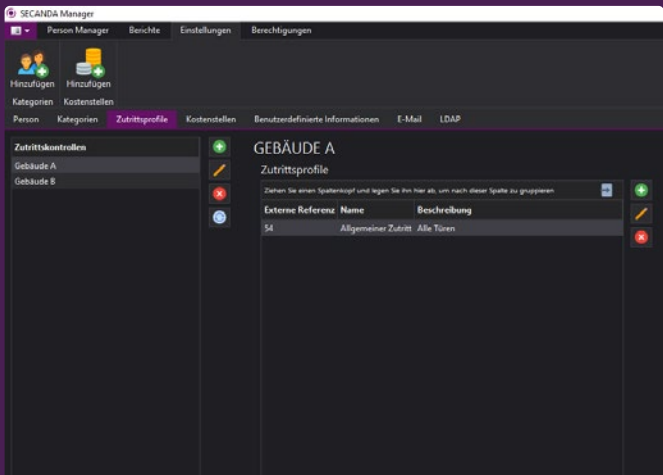 SECANDA Manager
Person Manager Berichte Einstellungen Berechtigungen
Hinzufügen Hinzufügen
Kategorien Kostenstellen
Person Kategorien Zutrittsprofile Kostenstellen Benutzerdefinierte Informationen E-Mail LDAP
Zutrittskontrollen
Gebäude A
Gebäude B
GEBÄUDE A
Zutrittsprofile
Ziehen Sie einen Spaltenkopf und legen Sie ihn hier ab, um nach dieser Spalte zu gruppieren
Externe Referenz Name Beschreibung
54 Allgemeiner Zutritt Alle Türen